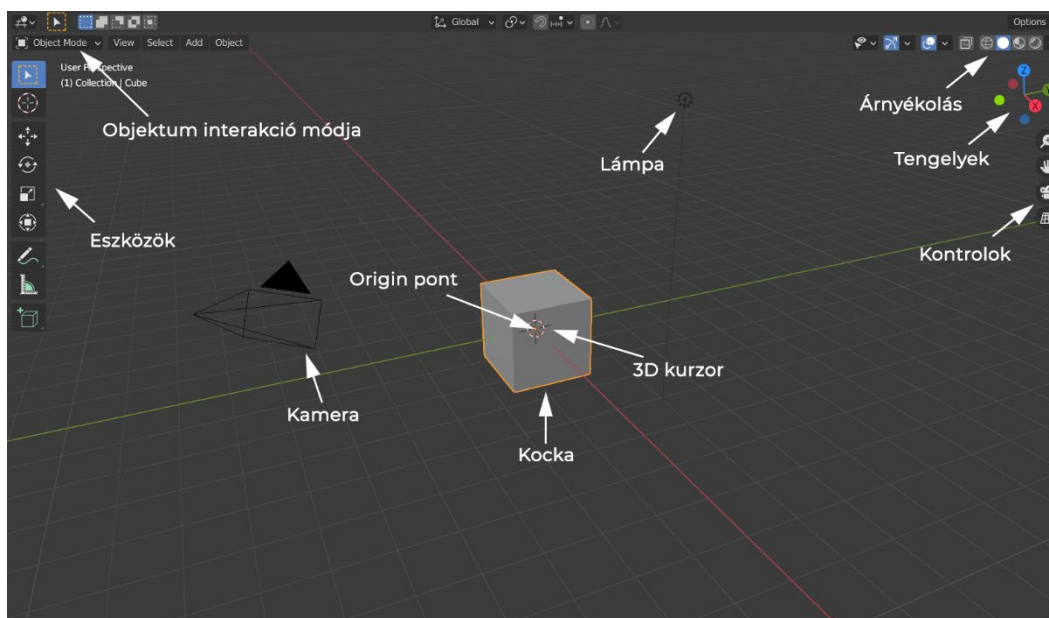 Global
Options
Object Mode
View
Select
Add
Object
User Perspective
(1) Collection | Cube
Z
Y
X
Árnyékolás
Objektum interakció módja
Lámpa
Tengelyek
Eszközök
Kontrolok
Origin pont
3D kurzor
Kamera
Kocka